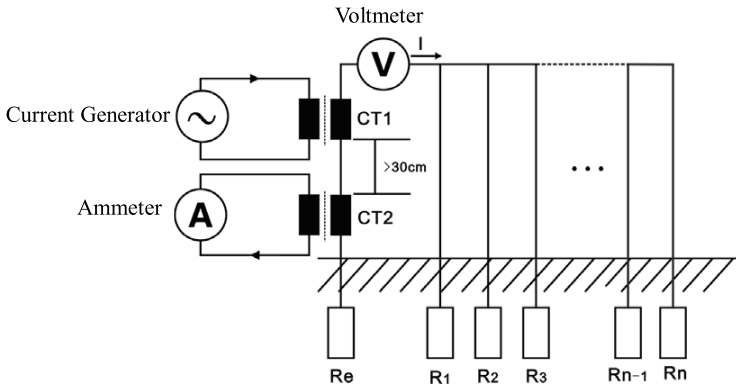 Voltmeter
V
I
Current Generator
CT1
>30cm
Ammeter
A
CT2
Re
R1
R2
R3
Rn-1
Rn